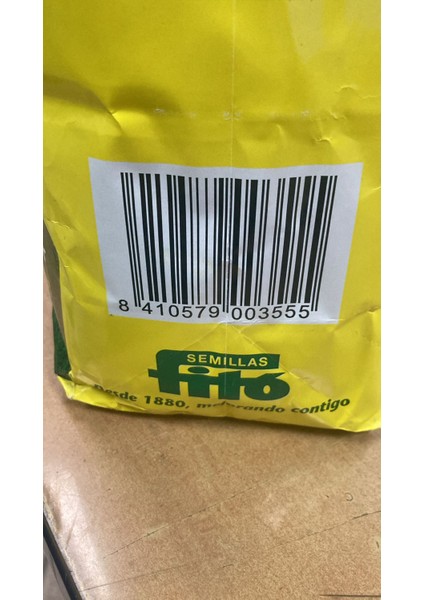 8 410579 003555
SEMILLAS
fitó
Desde 1880, mejorando contigo